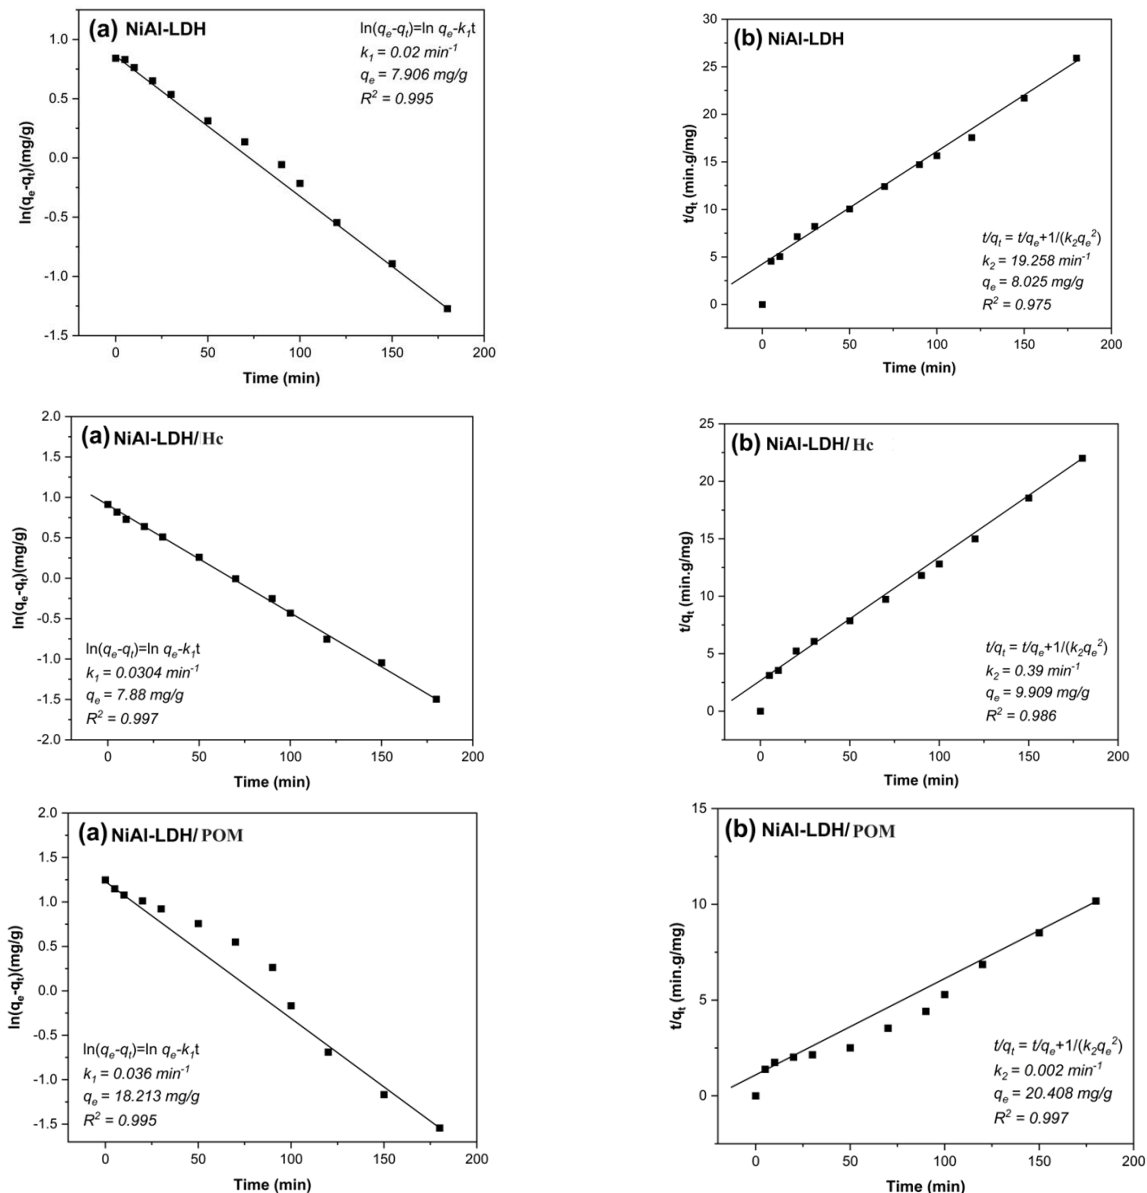 (a) NiAl-LDH
ln(qe-qt)=ln qe-k1t
k1 = 0.02 min-1
qe = 7.906 mg/g
R2 = 0.995
1.0
0.5
0.0
-0.5
-1.0
-1.5
ln(qe-qt)(mg/g)
0 50 100 150 200
Time (min)
(b) NiAl-LDH
30
25
20
15
10
5
0
t/qt (min.g/mg)
t/qt = t/qe+1/(k2qe2)
k2 = 19.258 min-1
qe = 8.025 mg/g
R2 = 0.975
0 50 100 150 200
Time (min)
(a) NiAl-LDH/Hc
2.0
1.5
1.0
0.5
0.0
-0.5
-1.0
-1.5
-2.0
ln(qe-qt)(mg/g)
ln(qe-qt)=ln qe-k1t
k1 = 0.0304 min-1
qe = 7.88 mg/g
R2 = 0.997
0 50 100 150 200
Time (min)
(b) NiAl-LDH/Hc
25
20
15
10
5
0
t/qt (min.g/mg)
t/qt = t/qe+1/(k2qe2)
k2 = 0.39 min-1
qe = 9.909 mg/g
R2 = 0.986
0 50 100 150 200
Time (min)
(a) NiAl-LDH/POM
2.0
1.5
1.0
0.5
0.0
-0.5
-1.0
-1.5
ln(qe-qt)(mg/g)
ln(qe-qt)=ln qe-k1t
k1 = 0.036 min-1
qe = 18.213 mg/g
R2 = 0.995
0 50 100 150 200
Time (min)
(b) NiAl-LDH/POM
15
10
5
0
t/qt (min.g/mg)
t/qt = t/qe+1/(k2qe2)
k2 = 0.002 min-1
qe = 20.408 mg/g
R2 = 0.997
0 50 100 150 200
Time (min)